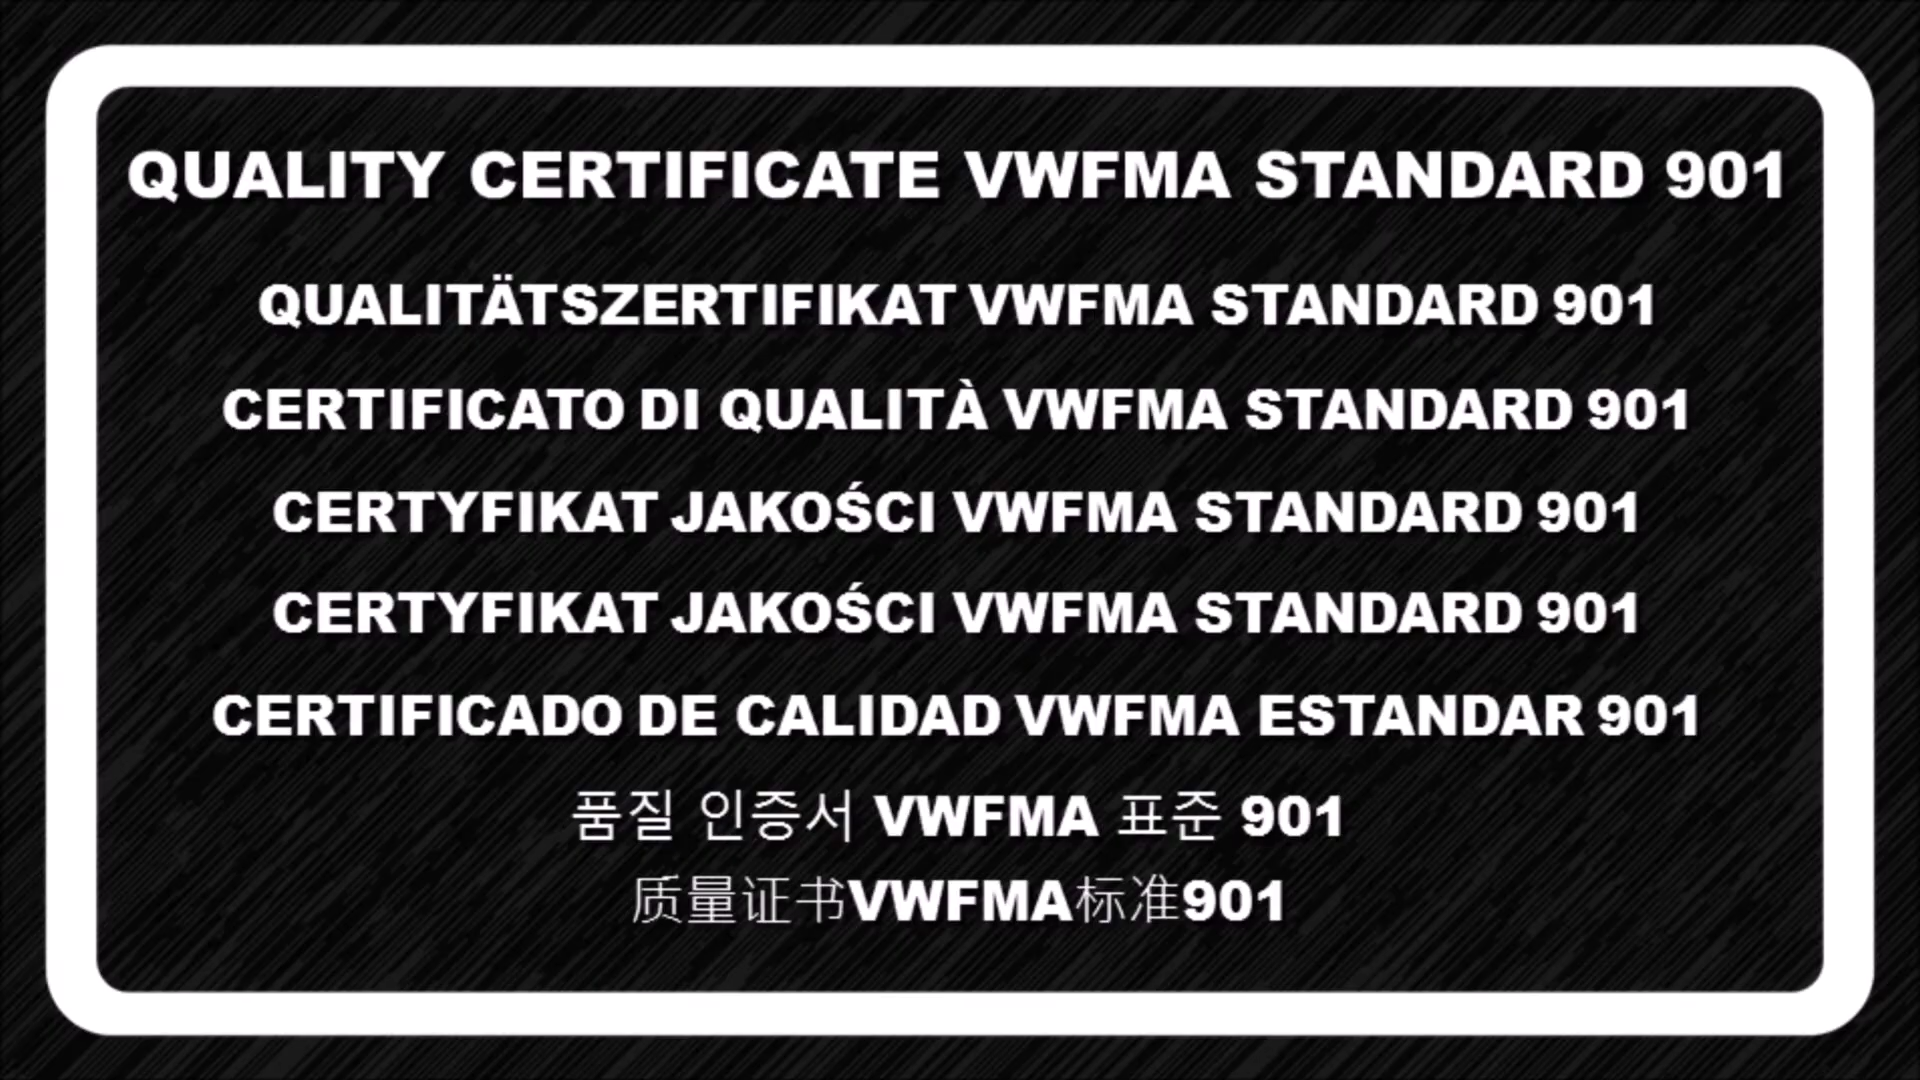 QUALITY CERTIFICATE VWFMA STANDARD 901
QUALITÄTSZERTIFIKAT VWFMA STANDARD 901
CERTIFICATO DI QUALITÀ VWFMA STANDARD 901
CERTYFIKAT JAKOŚCI VWFMA STANDARD 901
CERTYFIKAT JAKOŚCI VWFMA STANDARD 901
CERTIFICADO DE CALIDAD VWFMA ESTANDAR 901
품질 인증서 VWFMA 표준 901
质量证书VWFMA标准901